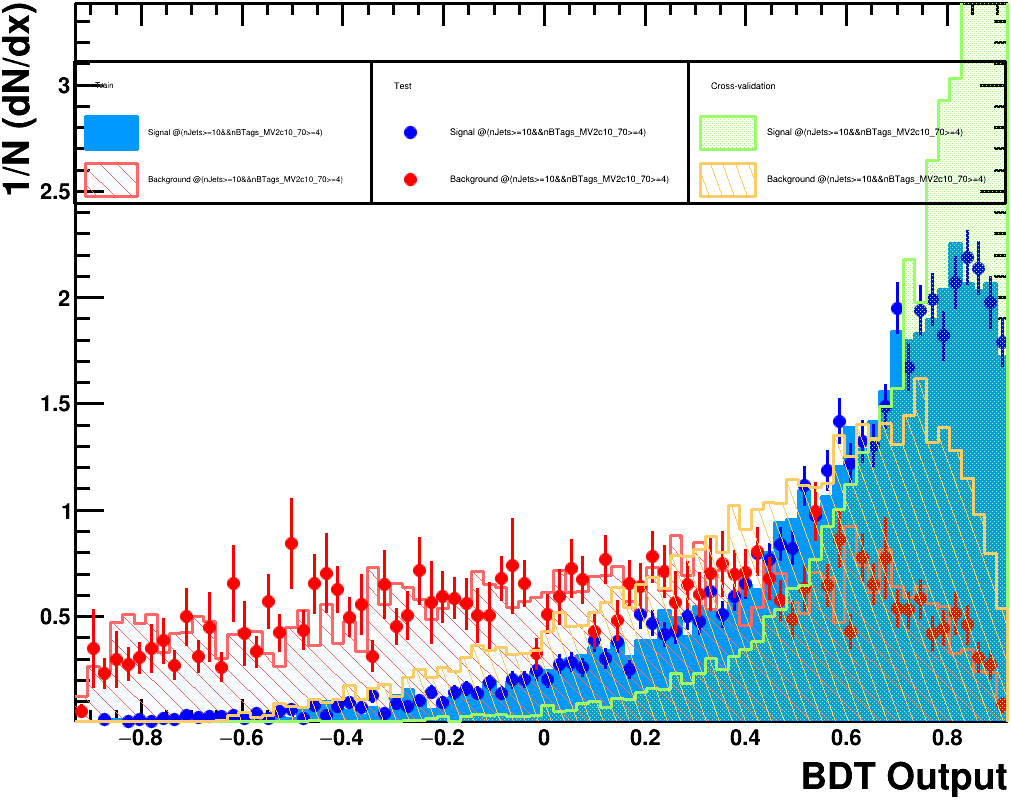 1/N (dN/dx)
3
2.5
2
1.5
1
0.5
Train
Signal @(nJets>=10&&nBTags_MV2c10_70>=4)
Background @(nJets>=10&&nBTags_MV2c10_70>=4)
Test
Signal @(nJets>=10&&nBTags_MV2c10_70>=4)
Background @(nJets>=10&&nBTags_MV2c10_70>=4)
Cross-validation
Signal @(nJets>=10&&nBTags_MV2c10_70>=4)
Background @(nJets>=10&&nBTags_MV2c10_70>=4)
−0.8 −0.6 −0.4 −0.2 0 0.2 0.4 0.6 0.8
BDT Output